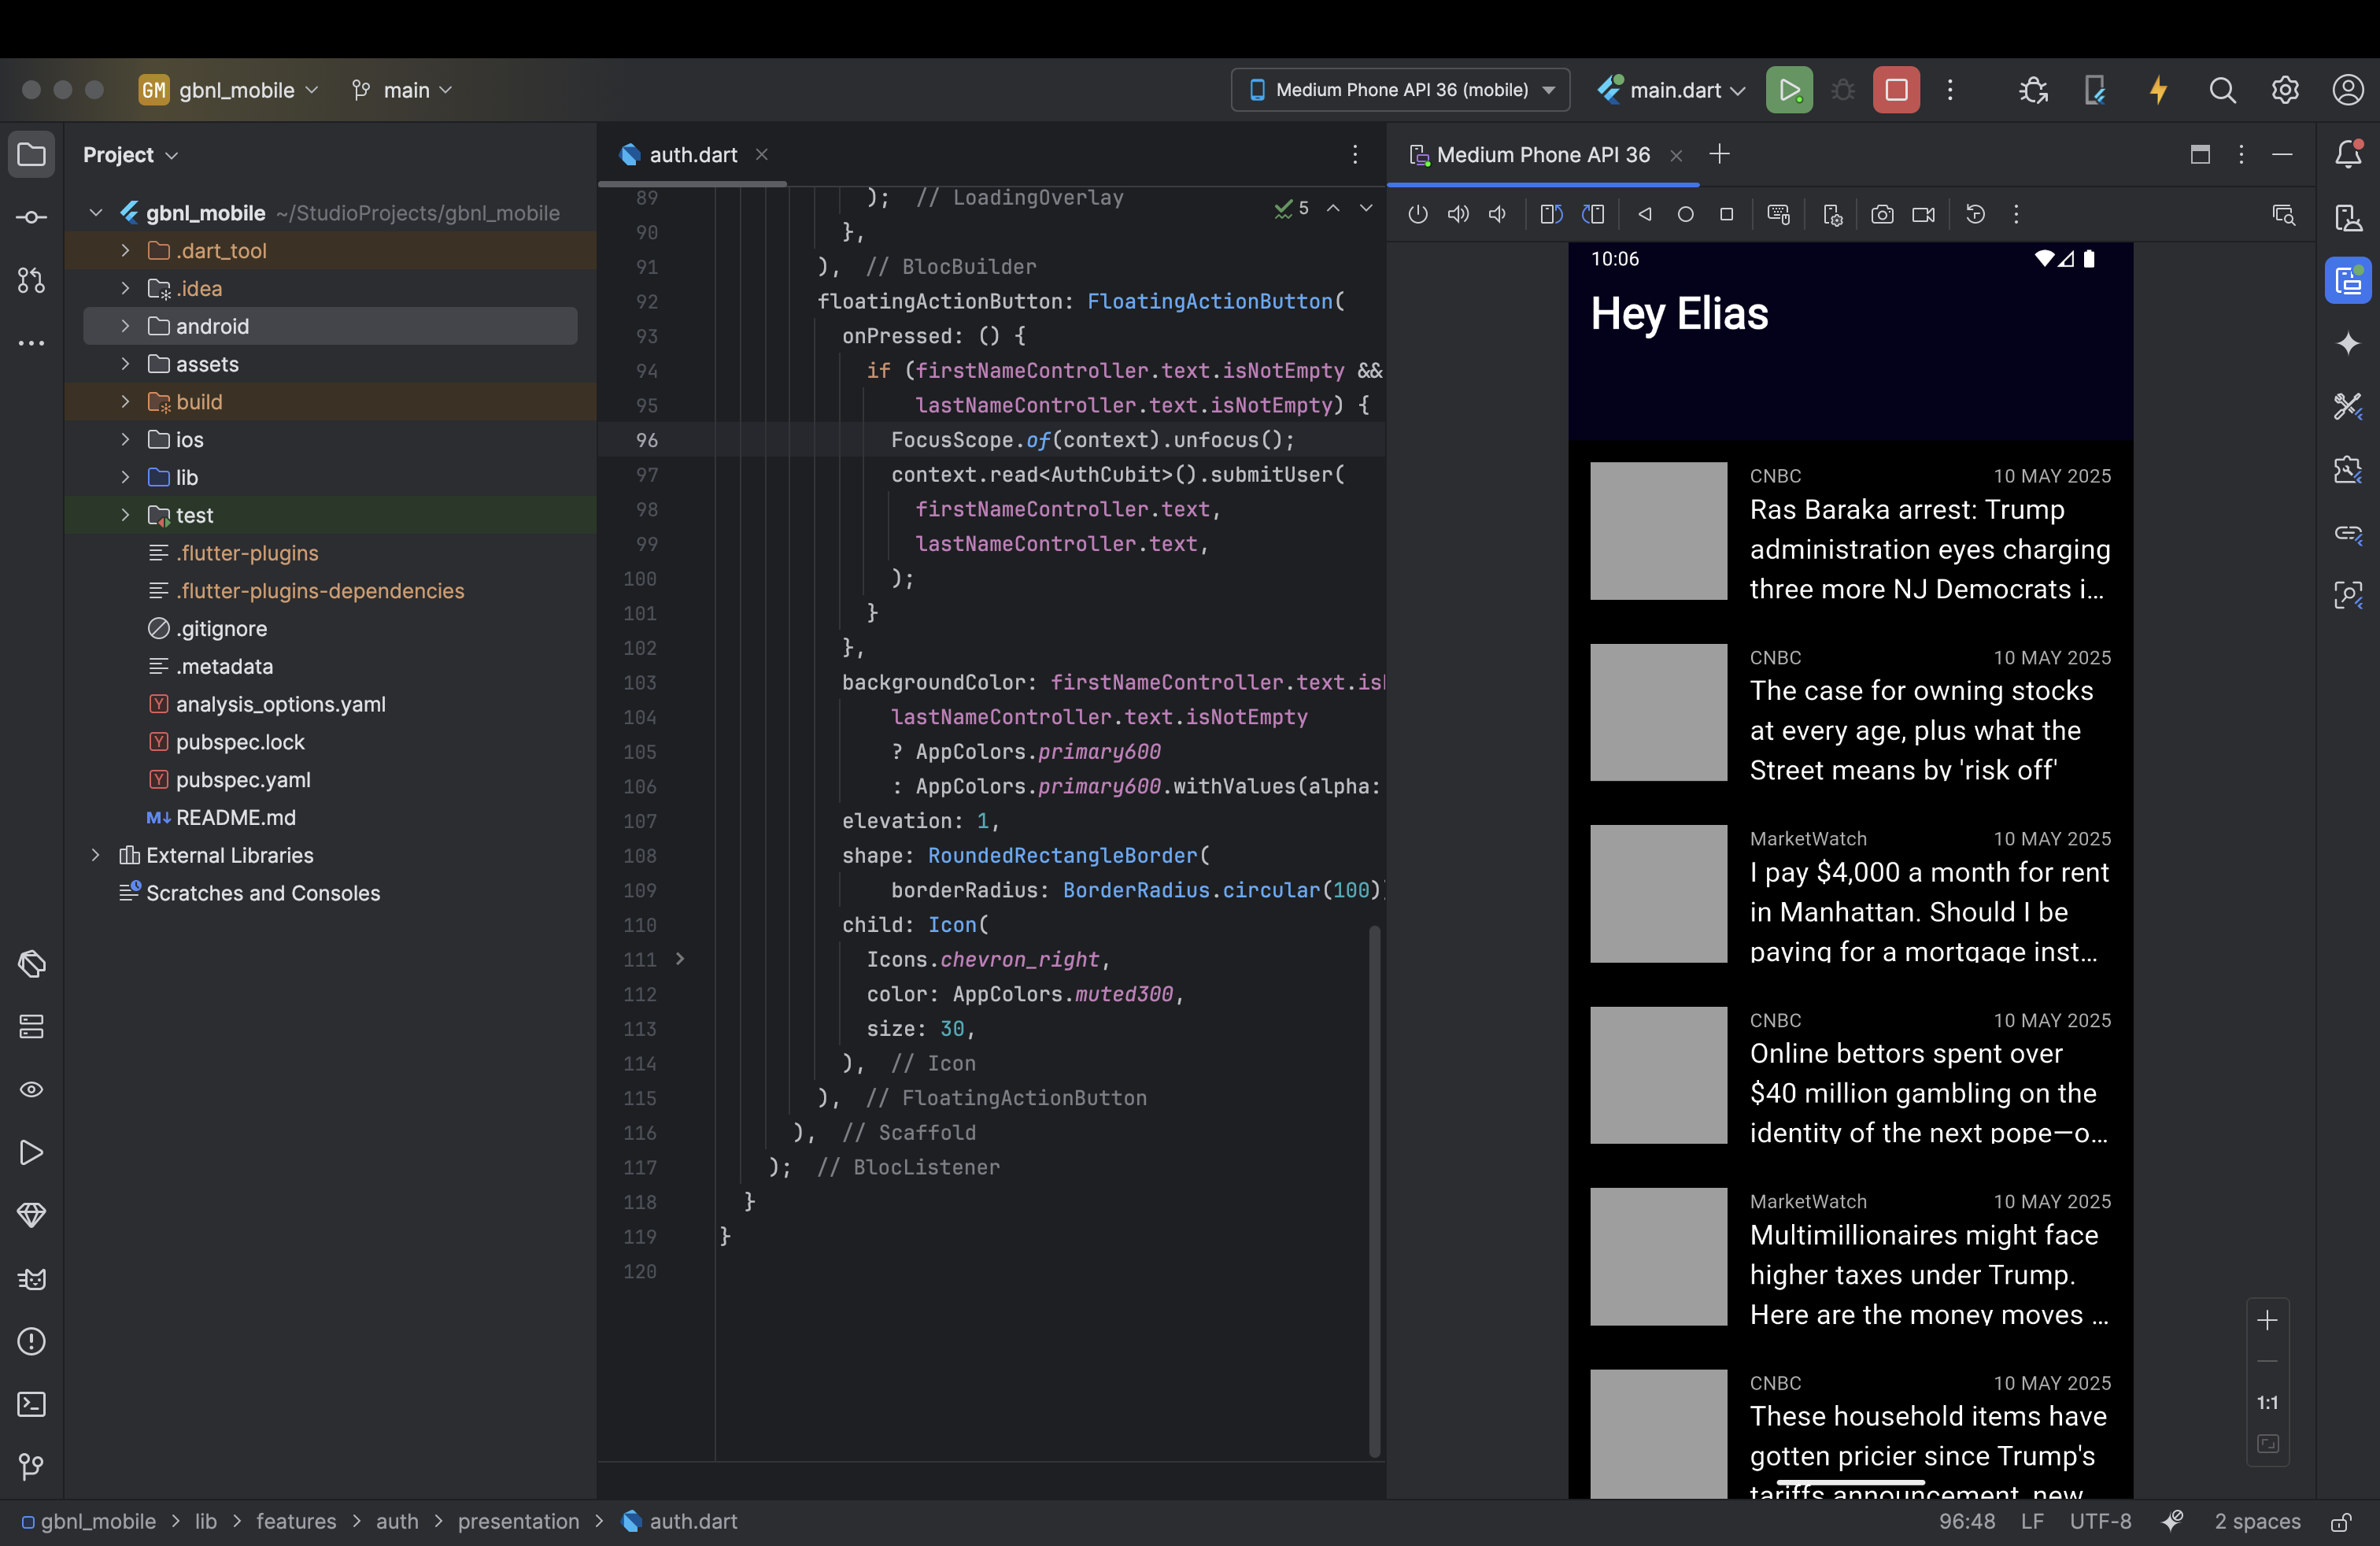 GM gbnl_mobile main Medium Phone API 36 (mobile) main.dart
Project
gbnl_mobile ~/StudioProjects/gbnl_mobile
.dart_tool
.idea
android
assets
build
ios
lib
test
.flutter-plugins
.flutter-plugins-dependencies
.gitignore
.metadata
Y analysis_options.yaml
Y pubspec.lock
Y pubspec.yaml
M↓ README.md
External Libraries
Scratches and Consoles
auth.dart
5
89 ); // LoadingOverlay
90 },
91 ), // BlocBuilder
92 floatingActionButton: FloatingActionButton(
93 onPressed: () {
94 if (firstNameController.text.isNotEmpty &&
95 lastNameController.text.isNotEmpty) {
96 FocusScope.of(context).unfocus();
97 context.read<AuthCubit>().submitUser(
98 firstNameController.text,
99 lastNameController.text,
100 );
101 }
102 },
103 backgroundColor: firstNameController.text.is
104 lastNameController.text.isNotEmpty
105 ? AppColors.primary600
106 : AppColors.primary600.withValues(alpha:
107 elevation: 1,
108 shape: RoundedRectangleBorder(
109 borderRadius: BorderRadius.circular(100)
110 child: Icon(
111 Icons.chevron_right,
112 color: AppColors.muted300,
113 size: 30,
114 ), // Icon
115 ), // FloatingActionButton
116 ), // Scaffold
117 ); // BlocListener
118 }
119 }
120
Medium Phone API 36
10:06
Hey Elias
CNBC 10 MAY 2025
Ras Baraka arrest: Trump
administration eyes charging
three more NJ Democrats i...
CNBC 10 MAY 2025
The case for owning stocks
at every age, plus what the
Street means by 'risk off'
MarketWatch 10 MAY 2025
I pay $4,000 a month for rent
in Manhattan. Should I be
paying for a mortgage inst...
CNBC 10 MAY 2025
Online bettors spent over
$40 million gambling on the
identity of the next pope—o...
MarketWatch 10 MAY 2025
Multimillionaires might face
higher taxes under Trump.
Here are the money moves ...
CNBC 10 MAY 2025
These household items have
gotten pricier since Trump's
tariffs announcement, new
1:1
gbnl_mobile > lib > features > auth > presentation > auth.dart
96:48 LF UTF-8 2 spaces